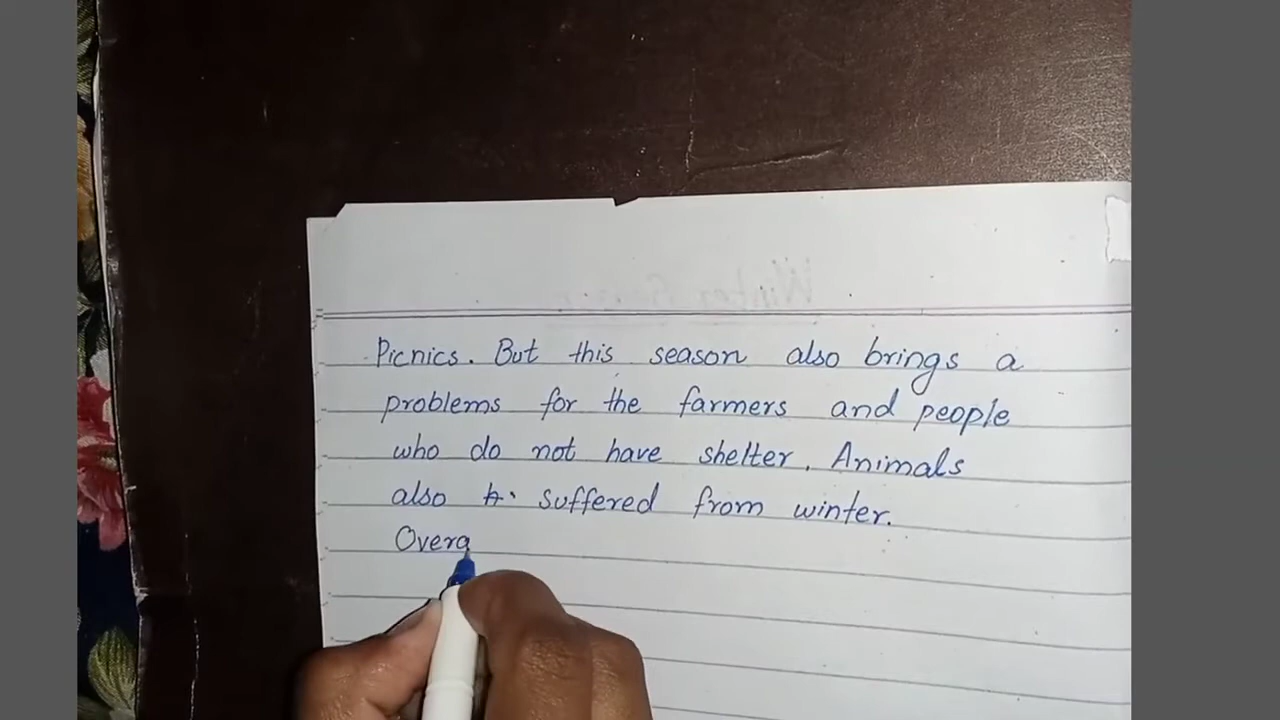 Picnics. But this season also brings a
problems for the farmers and people
who do not have shelter. Animals
also suffered from winter.
Overa